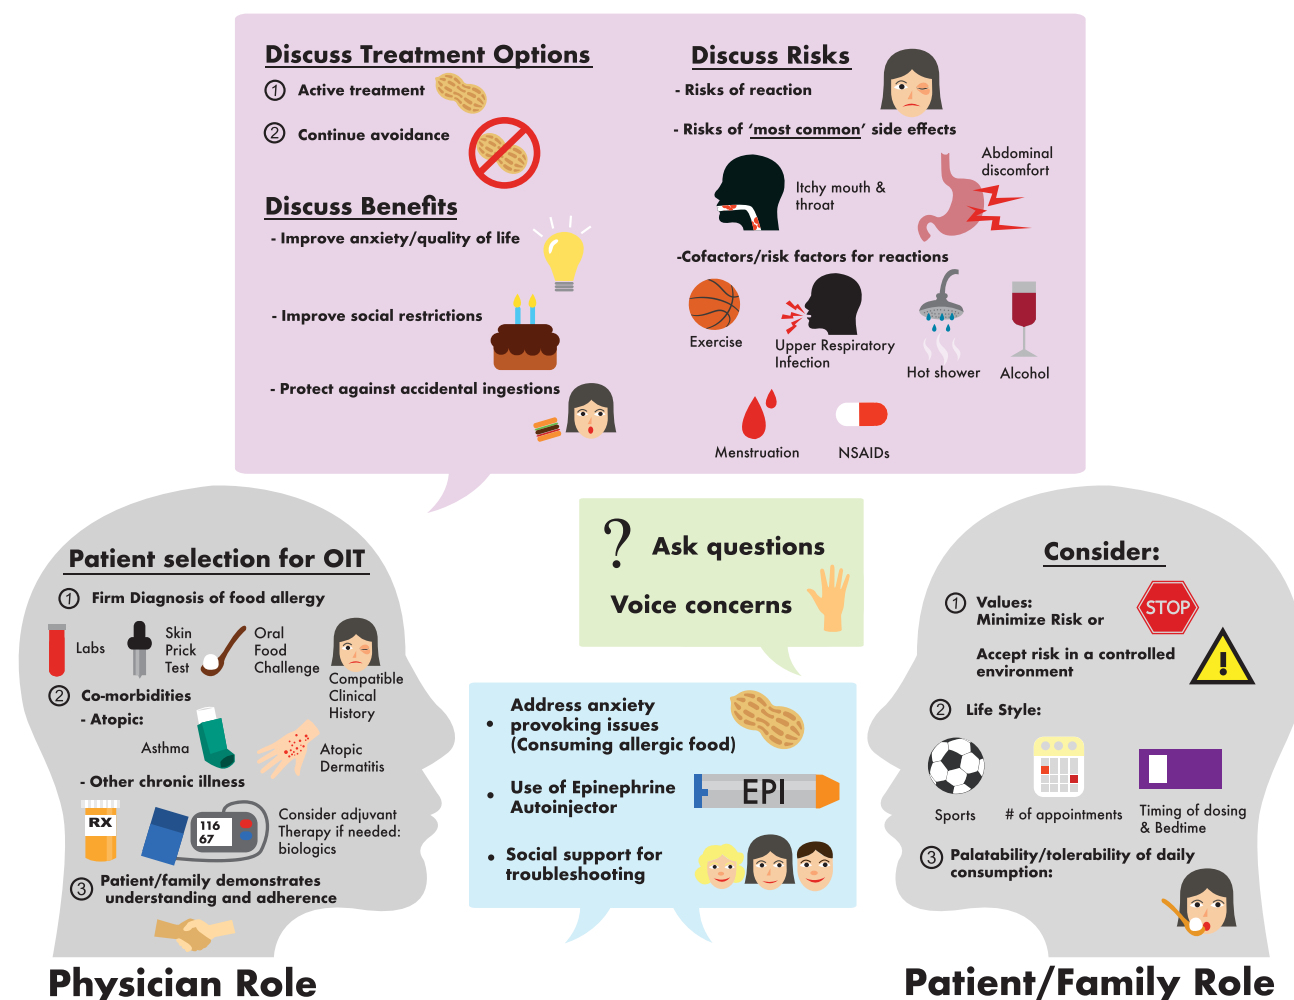 Discuss Treatment Options
1 Active treatment
2 Continue avoidance
Discuss Benefits
- Improve anxiety/quality of life
- Improve social restrictions
- Protect against accidental ingestions
Discuss Risks
- Risks of reaction
- Risks of ‘most common’ side effects
Itchy mouth &
throat
Abdominal
discomfort
-Cofactors/risk factors for reactions
Exercise
Upper Respiratory
Infection
Hot shower
Alcohol
Menstruation
NSAIDs
Patient selection for OIT
1 Firm Diagnosis of food allergy
Labs
Skin
Prick
Test
Oral
Food
Challenge
Compatible
Clinical
History
2 Co-morbidities
- Atopic:
Asthma
Atopic
Dermatitis
- Other chronic illness
RX
116
67
Consider adjuvant
Therapy if needed:
biologics
3 Patient/family demonstrates
understanding and adherence
Physician Role
? Ask questions
Voice concerns
• Address anxiety
provoking issues
(Consuming allergic food)
• Use of Epinephrine
Autoinjector
EPI
• Social support for
troubleshooting
Consider:
1 Values:
Minimize Risk or
STOP
Accept risk in a controlled
environment
!
2 Life Style:
Sports
# of appointments
Timing of dosing
& Bedtime
3 Palatability/tolerability of daily
consumption:
Patient/Family Role